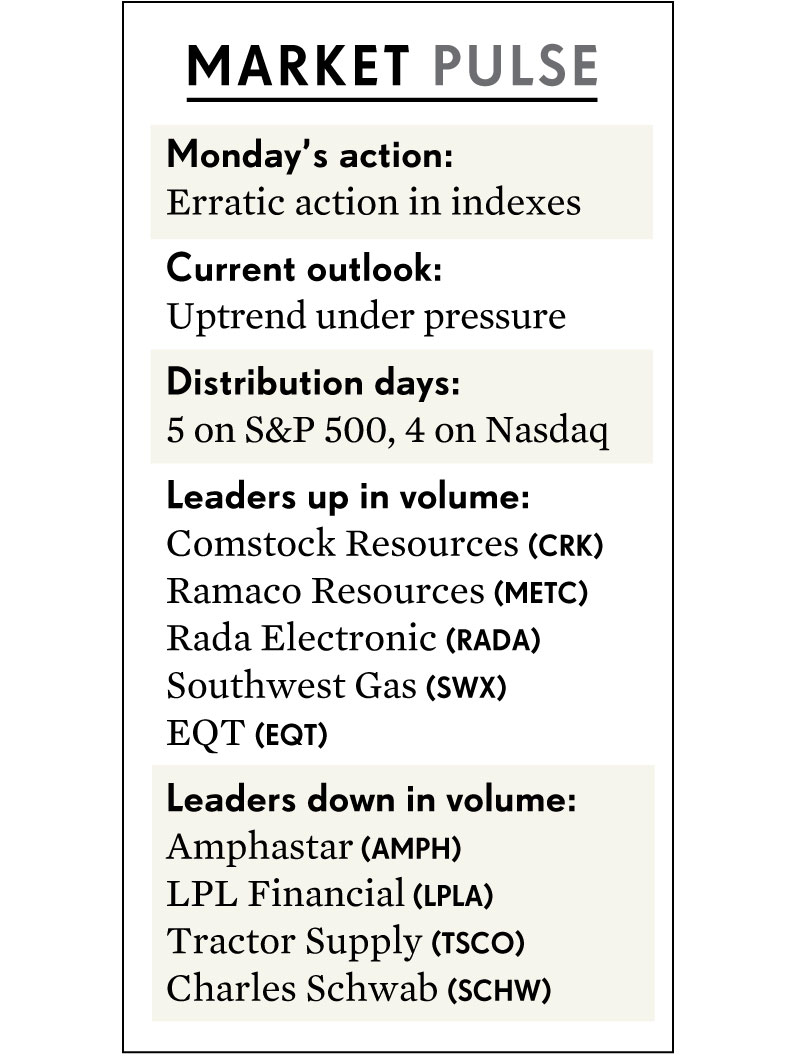 MARKET PULSE
Monday’s action:
Erratic action in indexes
Current outlook:
Uptrend under pressure
Distribution days:
5 on S&P 500, 4 on Nasdaq
Leaders up in volume:
Comstock Resources (CRK)
Ramaco Resources (METC)
Rada Electronic (RADA)
Southwest Gas (SWX)
EQT (EQT)
Leaders down in volume:
Amphastar (AMPH)
LPL Financial (LPLA)
Tractor Supply (TSCO)
Charles Schwab (SCHW)